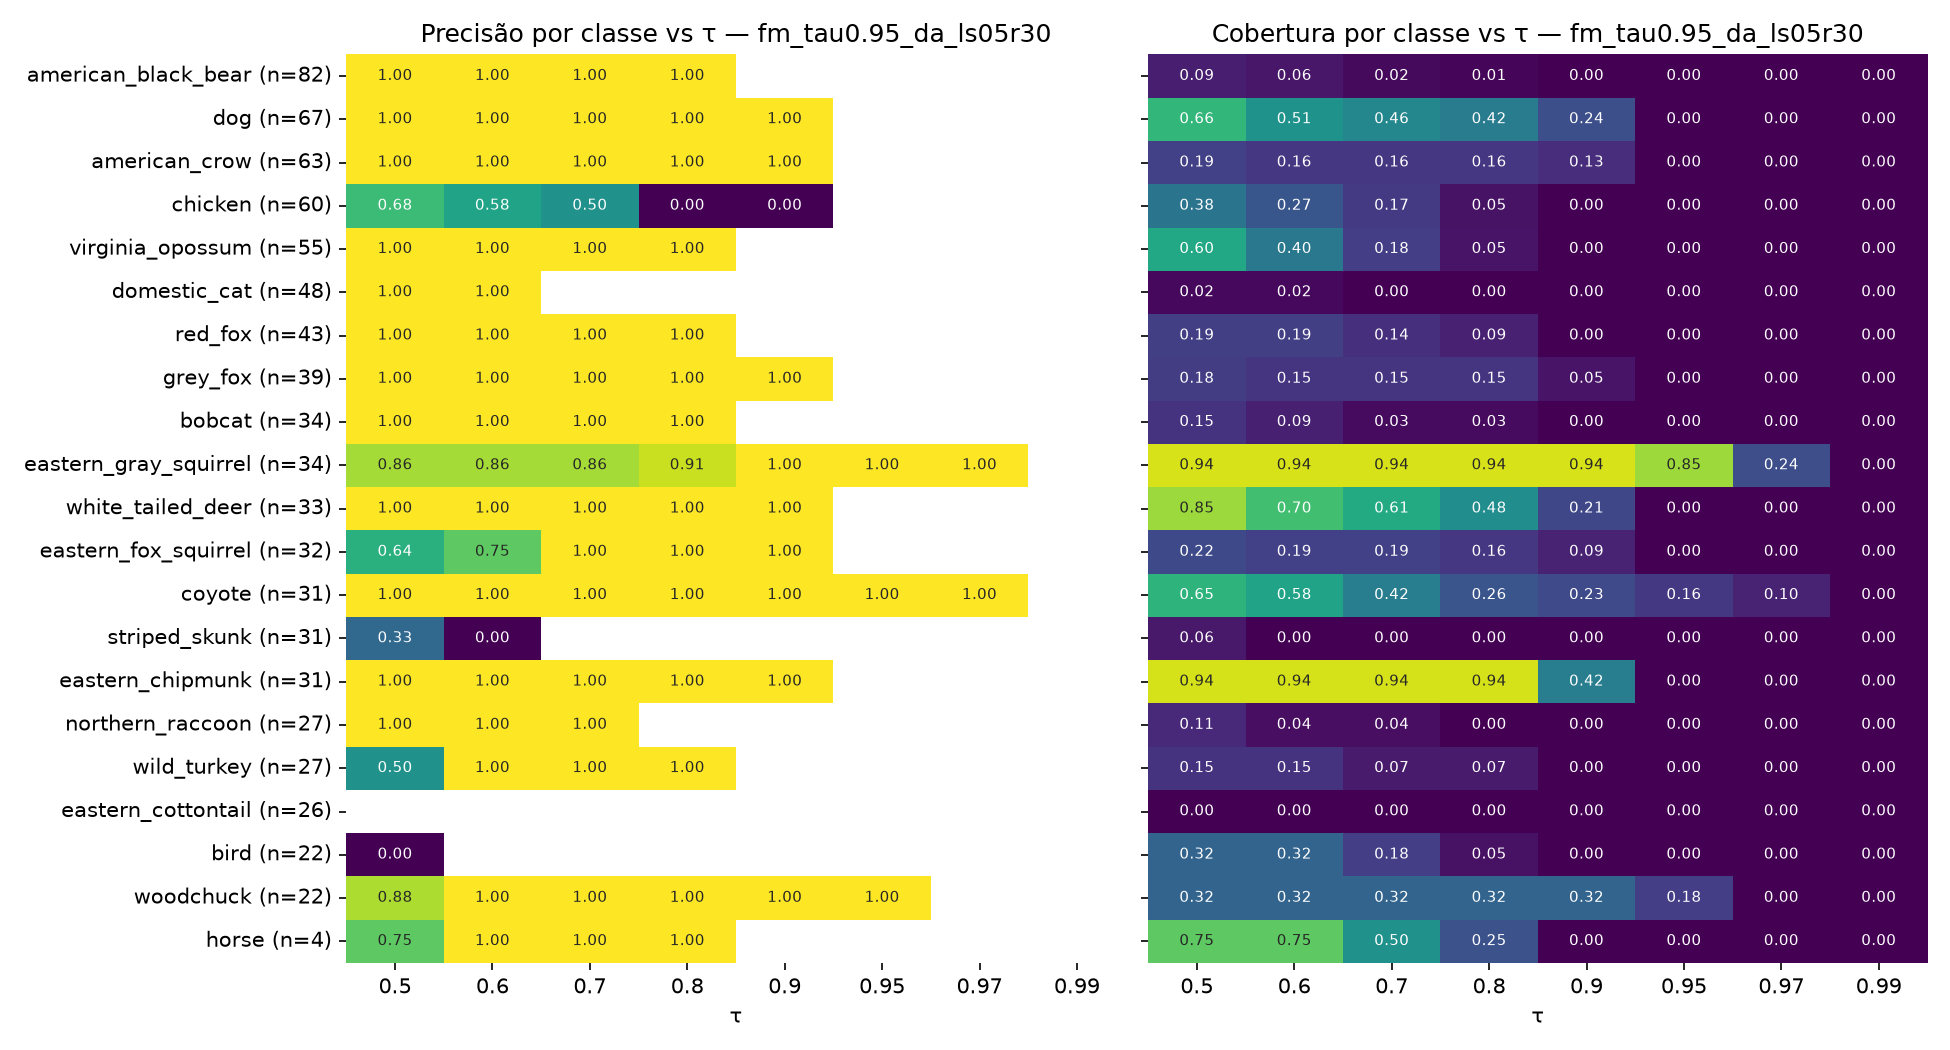 Precisão por classe vs τ — fm_tau0.95_da_ls05r30
american_black_bear (n=82) 1.00 1.00 1.00 1.00
dog (n=67) 1.00 1.00 1.00 1.00 1.00
american_crow (n=63) 1.00 1.00 1.00 1.00 1.00
chicken (n=60) 0.68 0.58 0.50 0.00 0.00
virginia_opossum (n=55) 1.00 1.00 1.00 1.00
domestic_cat (n=48) 1.00 1.00
red_fox (n=43) 1.00 1.00 1.00 1.00
grey_fox (n=39) 1.00 1.00 1.00 1.00 1.00
bobcat (n=34) 1.00 1.00 1.00 1.00
eastern_gray_squirrel (n=34) 0.86 0.86 0.86 0.91 1.00 1.00 1.00
white_tailed_deer (n=33) 1.00 1.00 1.00 1.00 1.00
eastern_fox_squirrel (n=32) 0.64 0.75 1.00 1.00 1.00
coyote (n=31) 1.00 1.00 1.00 1.00 1.00 1.00 1.00
striped_skunk (n=31) 0.33 0.00
eastern_chipmunk (n=31) 1.00 1.00 1.00 1.00 1.00
northern_raccoon (n=27) 1.00 1.00 1.00
wild_turkey (n=27) 0.50 1.00 1.00 1.00
eastern_cottontail (n=26)
bird (n=22) 0.00
woodchuck (n=22) 0.88 1.00 1.00 1.00 1.00 1.00
horse (n=4) 0.75 1.00 1.00 1.00
0.5 0.6 0.7 0.8 0.9 0.95 0.97 0.99
τ
Cobertura por classe vs τ — fm_tau0.95_da_ls05r30
0.09 0.06 0.02 0.01 0.00 0.00 0.00 0.00
0.66 0.51 0.46 0.42 0.24 0.00 0.00 0.00
0.19 0.16 0.16 0.16 0.13 0.00 0.00 0.00
0.38 0.27 0.17 0.05 0.00 0.00 0.00 0.00
0.60 0.40 0.18 0.05 0.00 0.00 0.00 0.00
0.02 0.02 0.00 0.00 0.00 0.00 0.00 0.00
0.19 0.19 0.14 0.09 0.00 0.00 0.00 0.00
0.18 0.15 0.15 0.15 0.05 0.00 0.00 0.00
0.15 0.09 0.03 0.03 0.00 0.00 0.00 0.00
0.94 0.94 0.94 0.94 0.94 0.85 0.24 0.00
0.85 0.70 0.61 0.48 0.21 0.00 0.00 0.00
0.22 0.19 0.19 0.16 0.09 0.00 0.00 0.00
0.65 0.58 0.42 0.26 0.23 0.16 0.10 0.00
0.06 0.00 0.00 0.00 0.00 0.00 0.00 0.00
0.94 0.94 0.94 0.94 0.42 0.00 0.00 0.00
0.11 0.04 0.04 0.00 0.00 0.00 0.00 0.00
0.15 0.15 0.07 0.07 0.00 0.00 0.00 0.00
0.00 0.00 0.00 0.00 0.00 0.00 0.00 0.00
0.32 0.32 0.18 0.05 0.00 0.00 0.00 0.00
0.32 0.32 0.32 0.32 0.32 0.18 0.00 0.00
0.75 0.75 0.50 0.25 0.00 0.00 0.00 0.00
0.5 0.6 0.7 0.8 0.9 0.95 0.97 0.99
τ